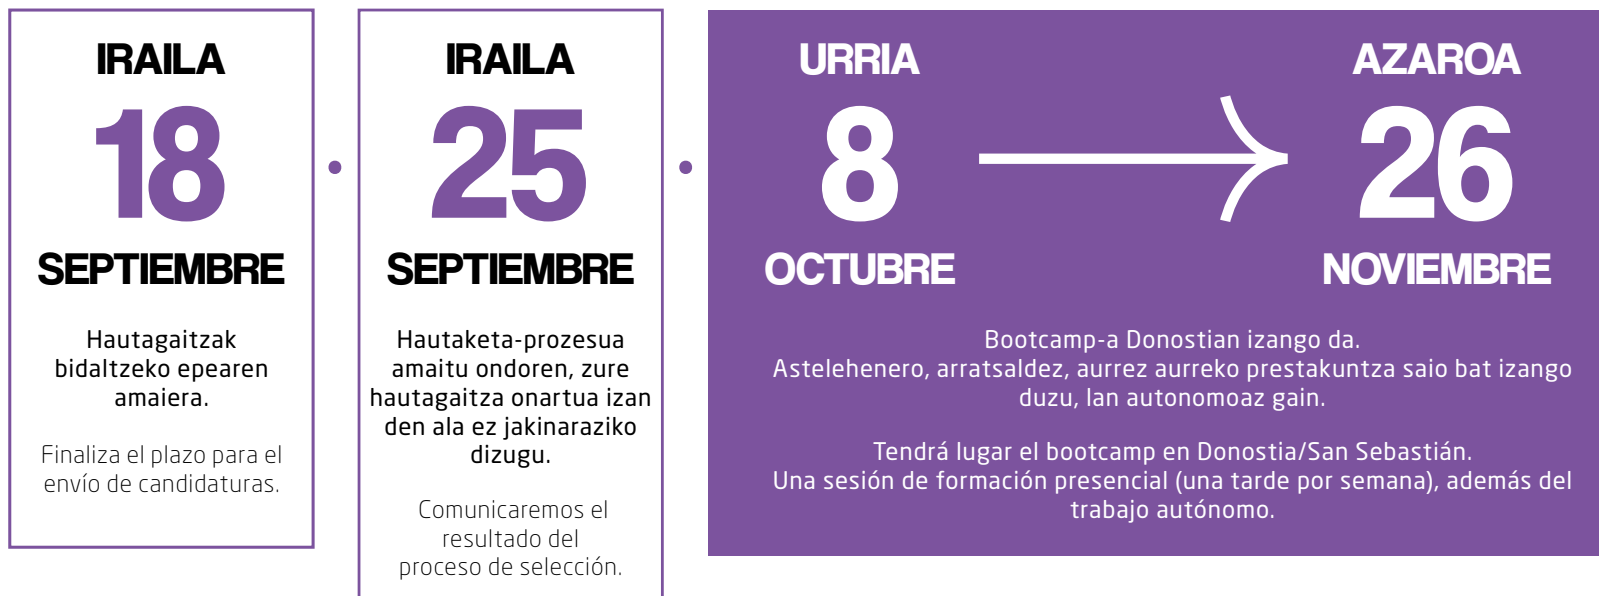 IRAILA
18
SEPTIEMBRE
Hautagaitzak
bidaltzeko epearen
amaiera.
Finaliza el plazo para el
envío de candidaturas.
IRAILA
25
SEPTIEMBRE
Hautaketa-prozesua
amaitu ondoren, zure
hautagaitza onartua izan
den ala ez jakinaraziko
dizugu.
Comunicaremos el
resultado del
proceso de selección.
URRIA
8
OCTUBRE
AZAROA
26
NOVIEMBRE
Bootcamp-a Donostian izango da.
Astelehenero, arratsaldez, aurrez aurreko prestakuntza saio bat izango
duzu, lan autonomoaz gain.
Tendrá lugar el bootcamp en Donostia/San Sebastián.
Una sesión de formación presencial (una tarde por semana), además del
trabajo autónomo.